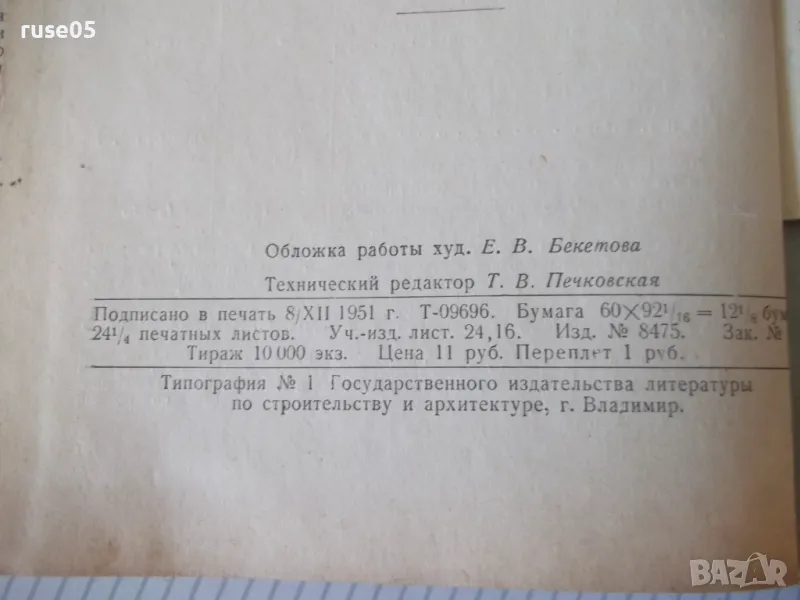 ruse05
Обложка работы худ. Е. В. Бекетова
Технический редактор Т. В. Печковская
Подписано в печать 8/XII 1951 г. Т-09696. Бумага 60×92¹/₁₆ = 12¹/₈ бум
24¹/₄ печатных листов. Уч.-изд. лист. 24,16. Изд. № 8475. Зак. №
Тираж 10 000 экз. Цена 11 руб. Переплет 1 руб.
Типография № 1 Государственного издательства литературы
по строительству и архитектуре, г. Владимир.
BAZAR